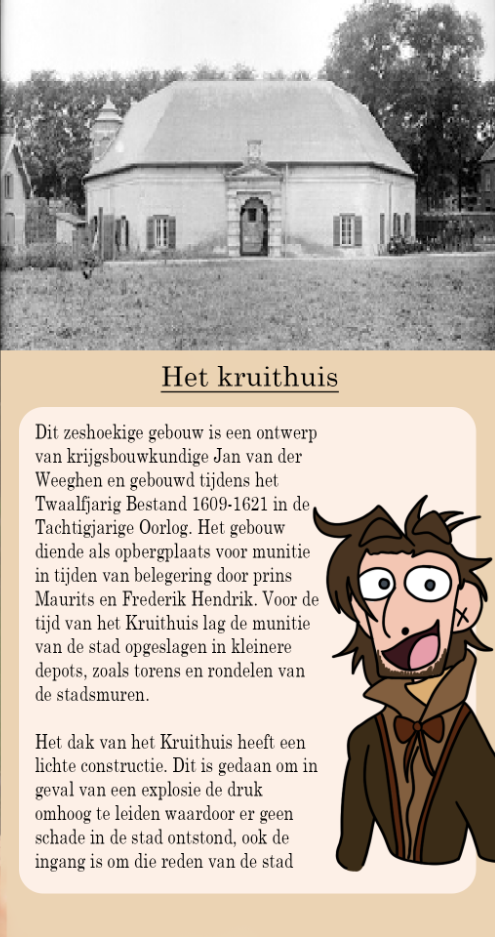 Het kruithuis
Dit zeshoekige gebouw is een ontwerp
van krijgsbouwkundige Jan van der
Weeghen en gebouwd tijdens het
Twaalfjarig Bestand 1609-1621 in de
Tachtigjarige Oorlog. Het gebouw
diende als opbergplaats voor munitie
in tijden van belegering door prins
Maurits en Frederik Hendrik. Voor de
tijd van het Kruithuis lag de munitie
van de stad opgeslagen in kleinere
depots, zoals torens en rondelen van
de stadsmuren.
Het dak van het Kruithuis heeft een
lichte constructie. Dit is gedaan om in
geval van een explosie de druk
omhoog te leiden waardoor er geen
schade in de stad ontstond, ook de
ingang is om die reden van de stad